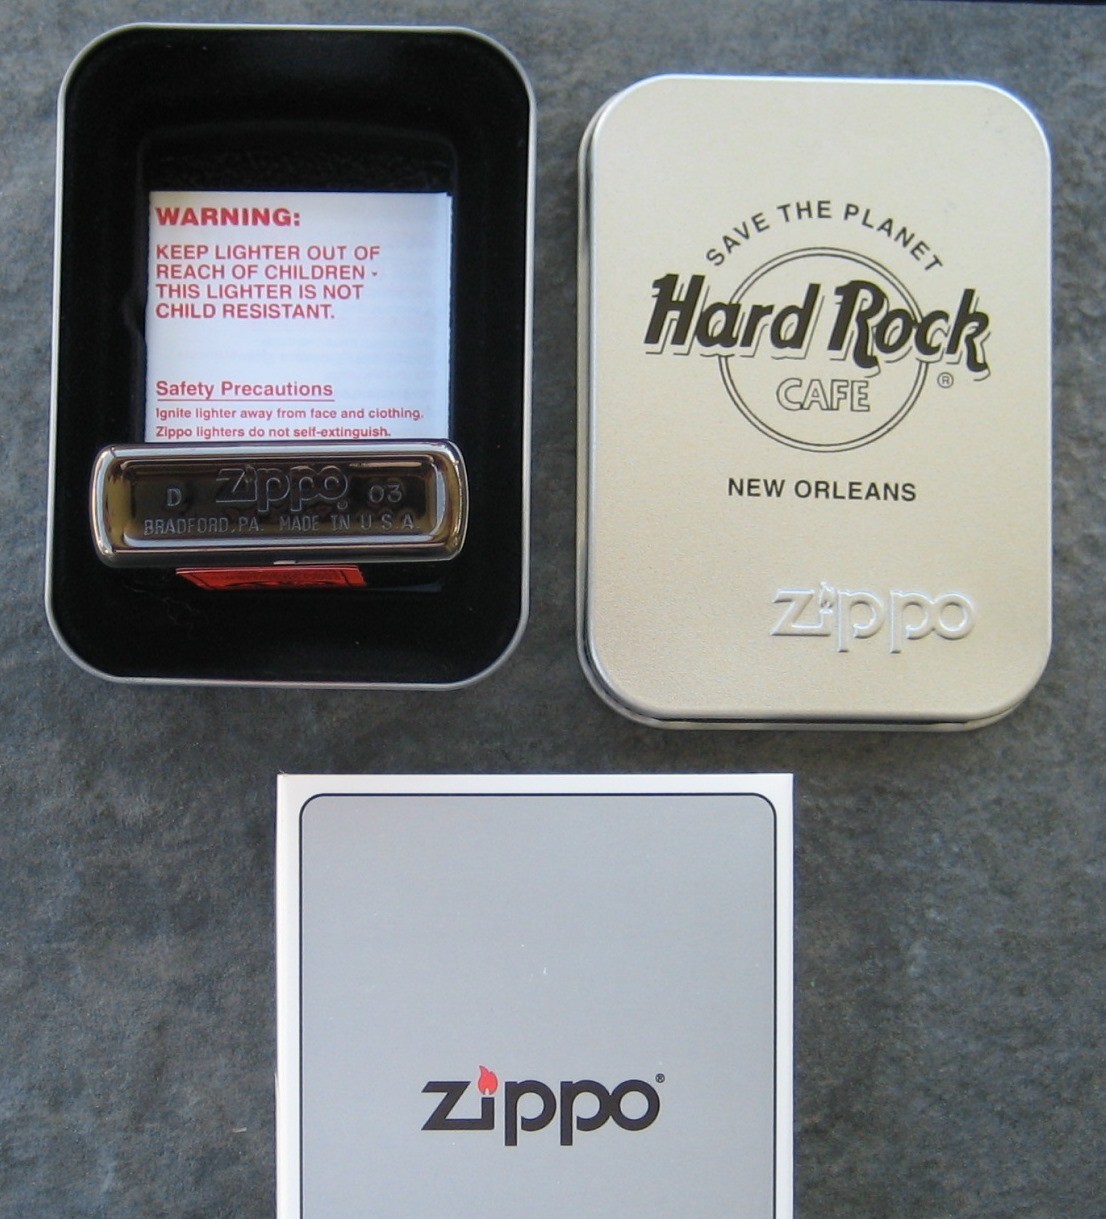 WARNING:
KEEP LIGHTER OUT OF
REACH OF CHILDREN -
THIS LIGHTER IS NOT
CHILD RESISTANT.
Safety Precautions
Ignite lighter away from face and clothing.
Zippo lighters do not self-extinguish.
D Zippo® 03
BRADFORD, PA. MADE IN U.S.A.
SAVE THE PLANET
Hard Rock
CAFE ®
NEW ORLEANS
zippo
zippo®